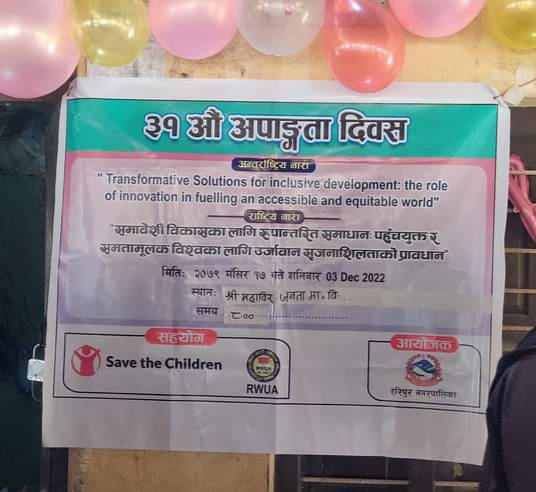 ३१ औं अपाङ्गता दिवस
अन्तर्राष्ट्रिय नारा
" Transformative Solutions for inclusive development: the role
of innovation in fuelling an accessible and equitable world"
राष्ट्रिय नारा
"समावेशी विकासका लागि रुपान्तरित समाधानः पहुंचयुक्त र
समतामूलक विश्वका लागि उर्जावान सृजनाशिलताको प्रावधान"
मितिः २०७९ मंसिर १७ गते शनिवार 03 Dec 2022
स्थानः श्री महाविर जनता मा.वि.
समय ८:००
सहयोग
Save the Children
RWUA
आयोजक
हरिपुर नगरपालिका